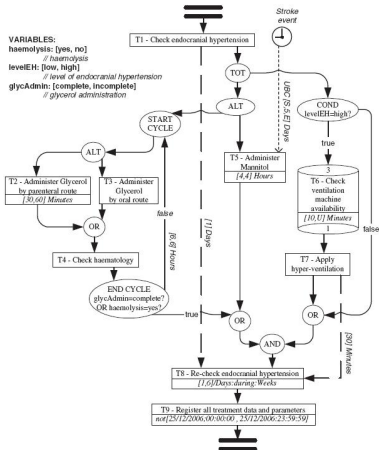 VARIABLES:
haemolysis: [yes, no]
// haemolysis
levelEH: [low, high]
// level of endocranial hypertension
glycAdmin: [complete, incomplete]
// glycerol administration
Stroke
event
T1 - Check endocranial hypertension
TOT
UBC [S,5,E] Days
ALT
COND
levelEH=high?
true
false
START
CYCLE
ALT
T2 - Administer Glycerol
by parenteral route
[30,60] Minutes
T3 - Administer
Glycerol
by oral route
OR
T4 - Check haematology
END CYCLE
glycAdmin=complete?
OR haemolysis=yes?
false
true
[6,6] Hours
[1] Days
T5 - Administer
Mannitol
[4,4] Hours
3
T6 - Check
ventilation
machine
availability
[10,U] Minutes
1
T7 - Apply
hyper-ventilation
[30] Minutes
OR
OR
AND
T8 - Re-check endocranial hypertension
[1,6]/Days:during:Weeks
T9 - Register all treatment data and parameters
not[25/12/2006;00:00:00 , 25/12/2006:23:59:59]